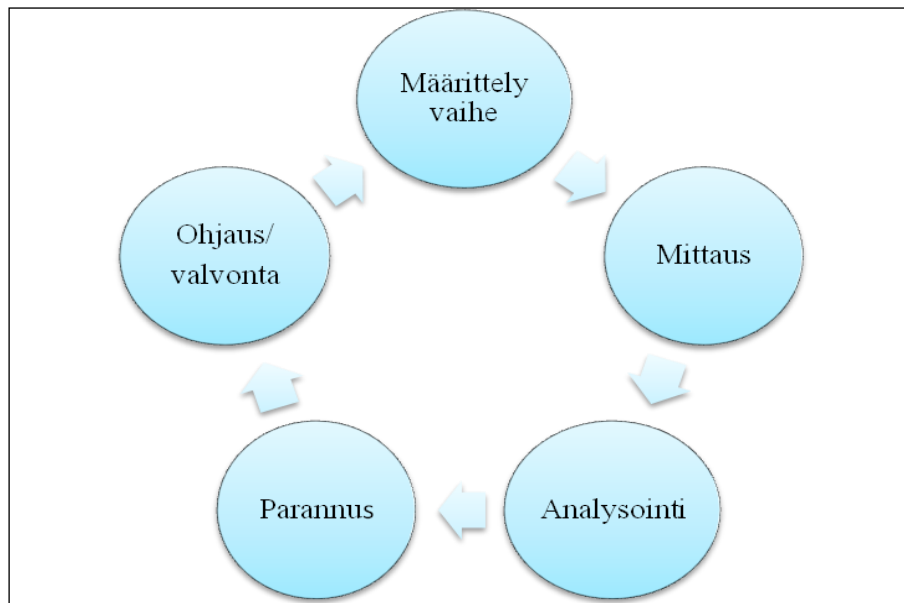 Määrittely
vaihe
Mittaus
Analysointi
Parannus
Ohjaus/
valvonta